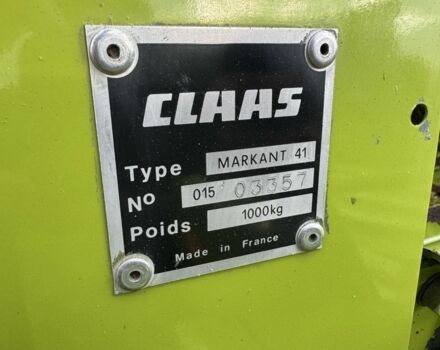 CLAAS
Type MARKANT 41
No 015 03357
Poids 1000kg
Made in France